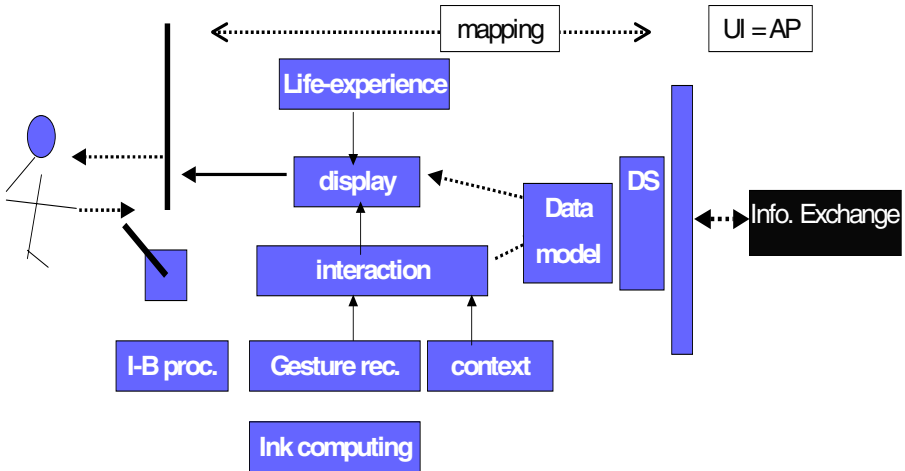 mapping
UI = AP
Life-experience
display
DS
Data
model
Info. Exchange
interaction
I-B proc.
Gesture rec.
context
Ink computing